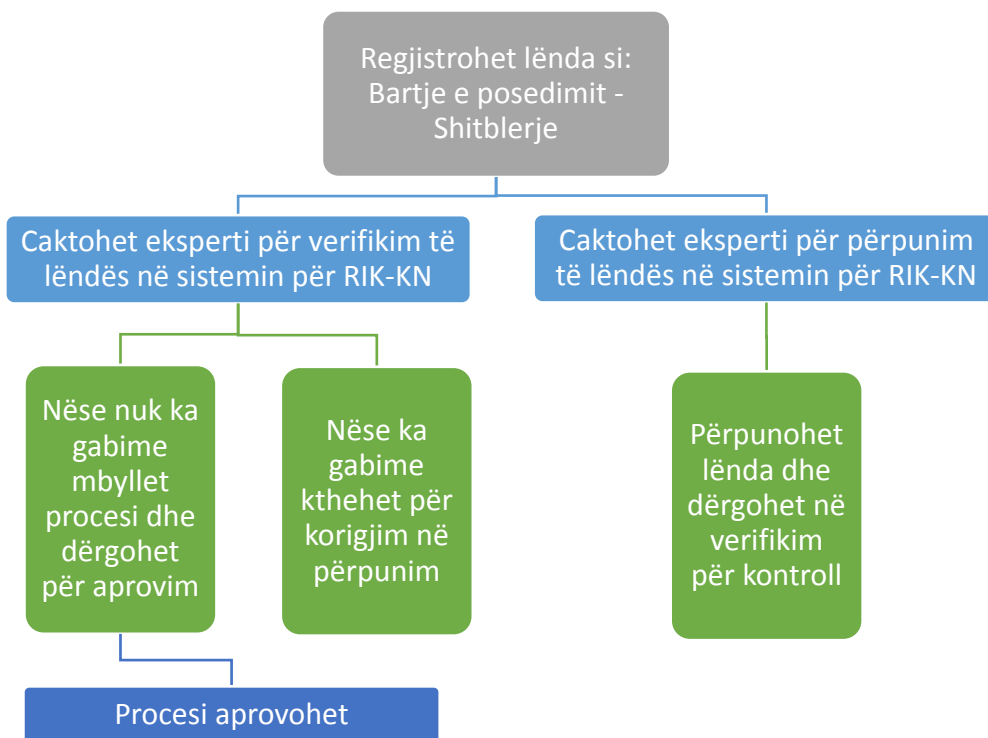 Regjistrohet lënda si:
Bartje e posedimit -
Shitblerje
Caktohet eksperti për verifikim të
lëndës në sistemin për RIK-KN
Caktohet eksperti për përpunim
të lëndës në sistemin për RIK-KN
Nëse nuk ka
gabime
mbyllet
procesi dhe
dërgohet
për aprovim
Nëse ka
gabime
kthehet për
korigjim në
përpunim
Përpunohet
lënda dhe
dërgohet në
verifikim
për kontroll
Procesi aprovohet